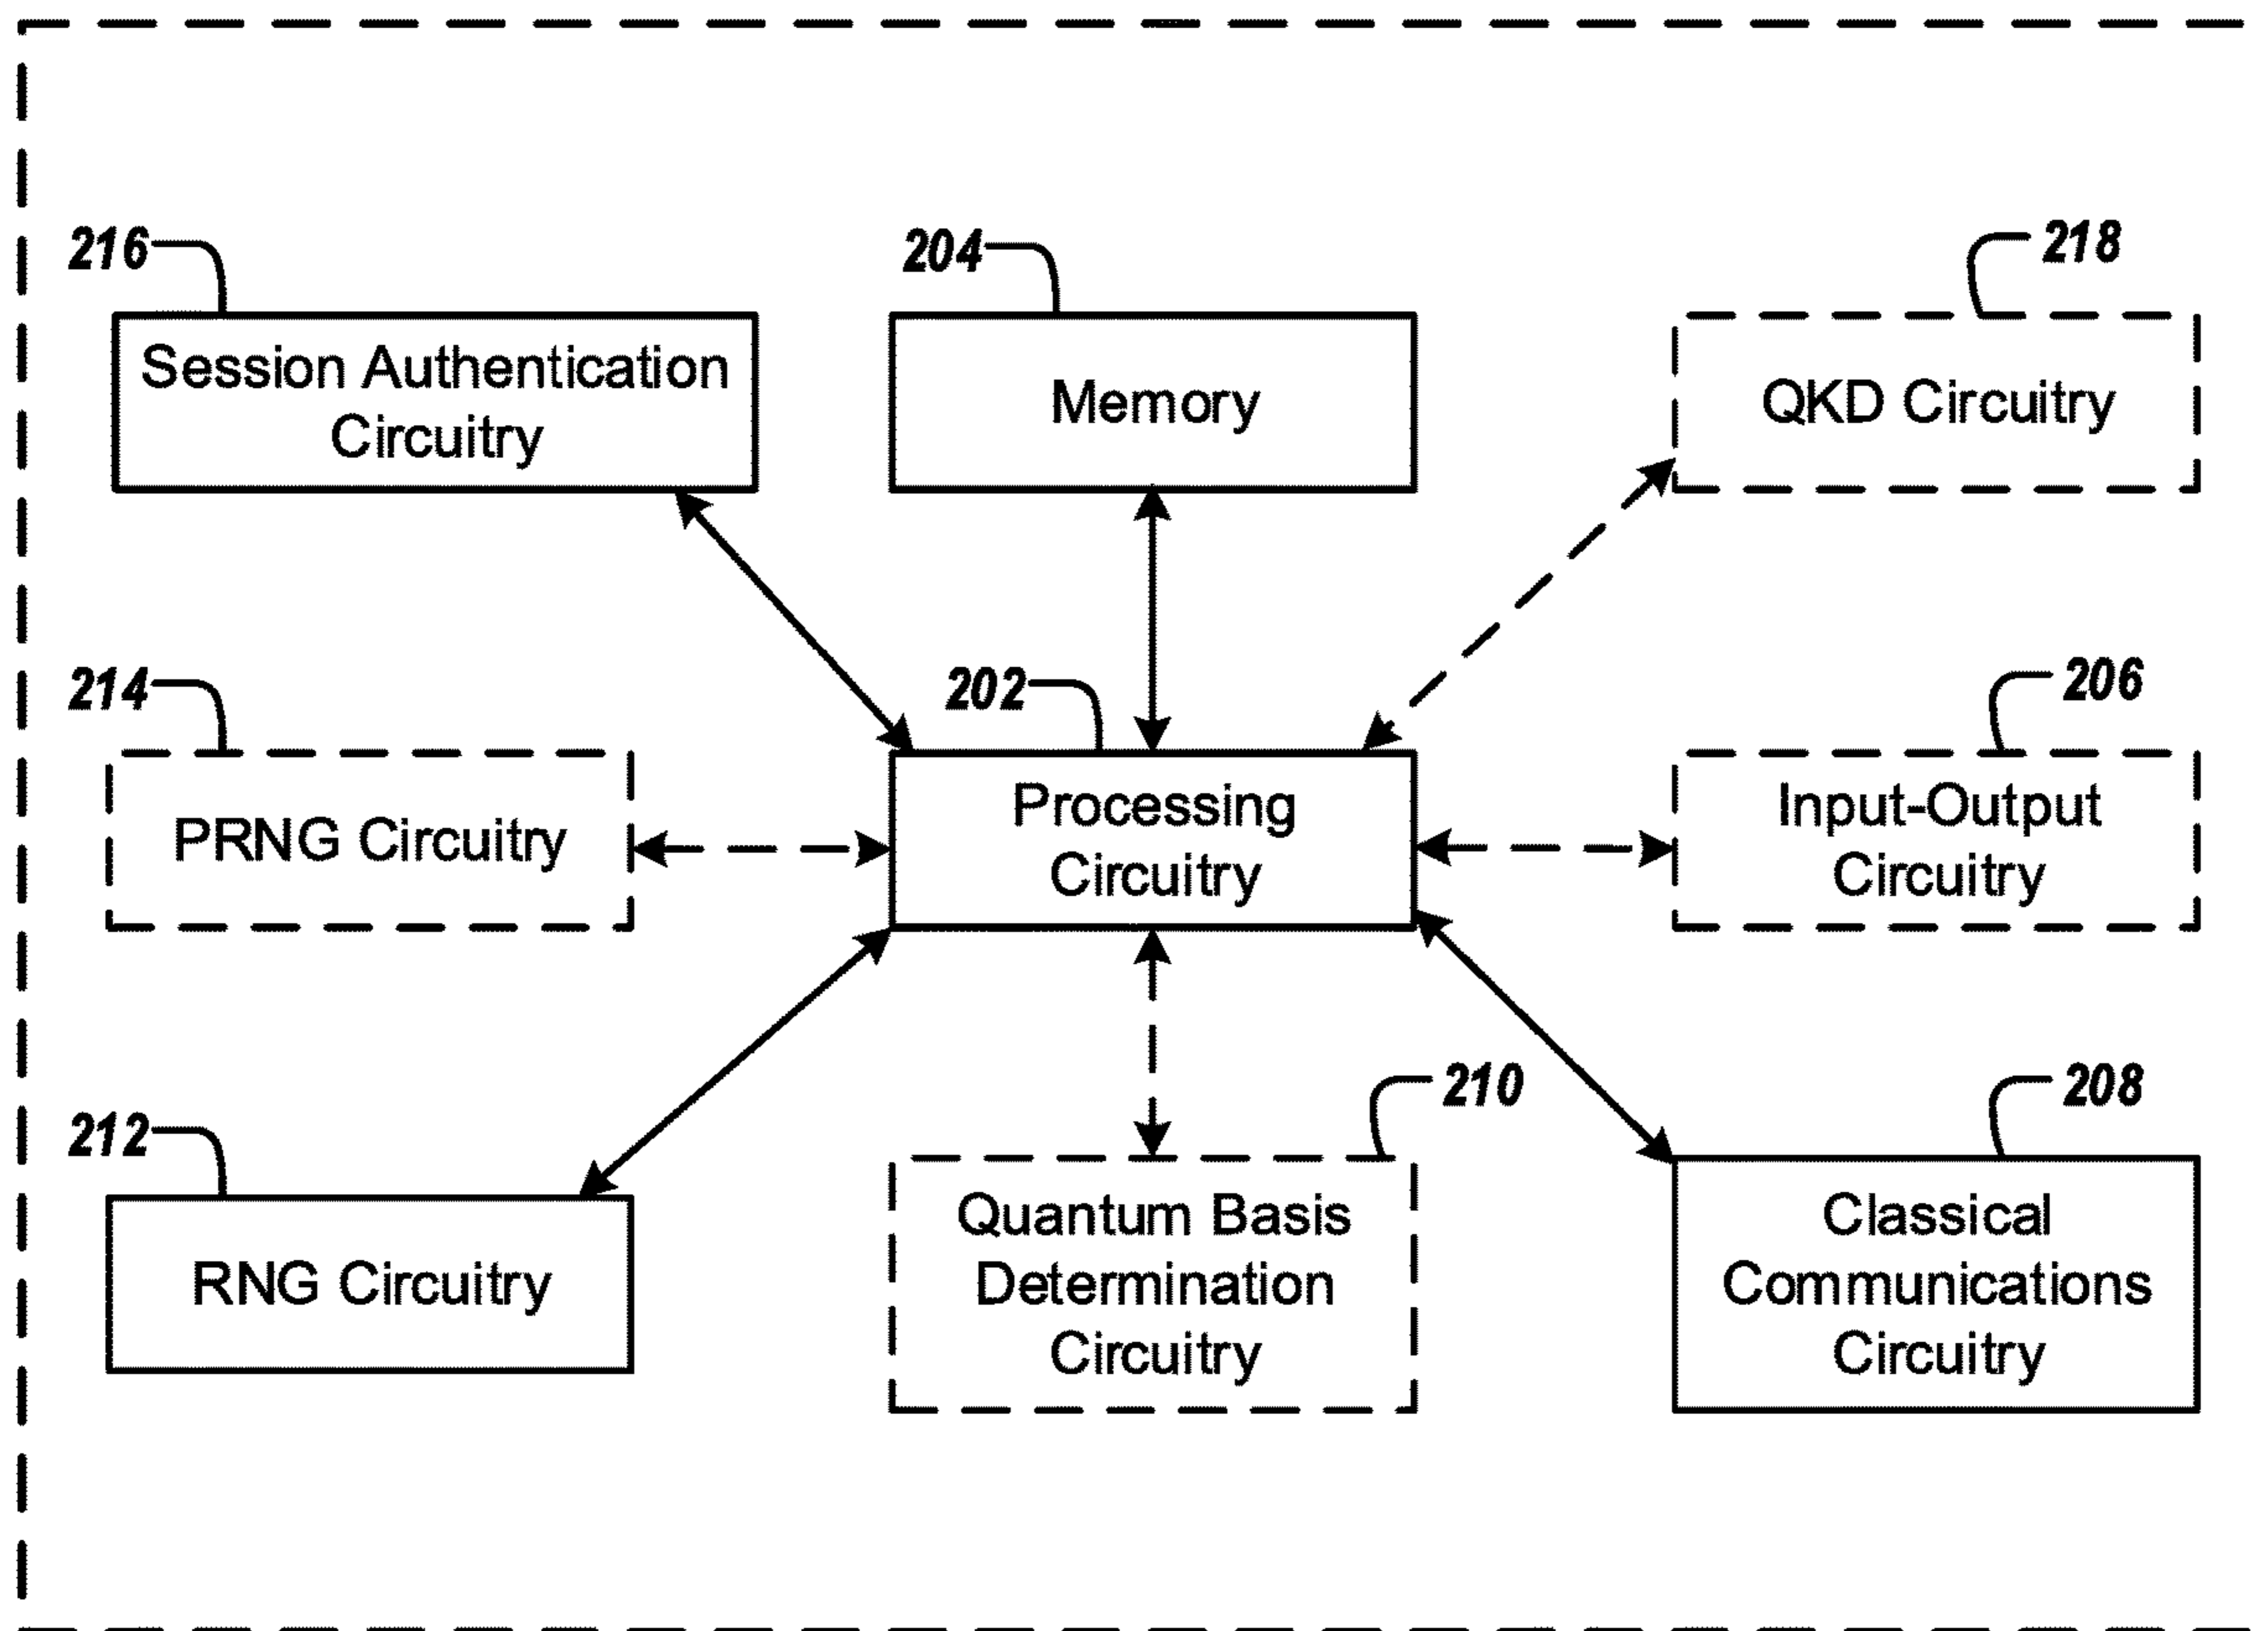 216
204
218
Session Authentication
Circuitry
Memory
QKD Circuitry
214
202
206
PRNG Circuitry
Processing
Circuitry
Input-Output
Circuitry
212
210
208
RNG Circuitry
Quantum Basis
Determination
Circuitry
Classical
Communications
Circuitry